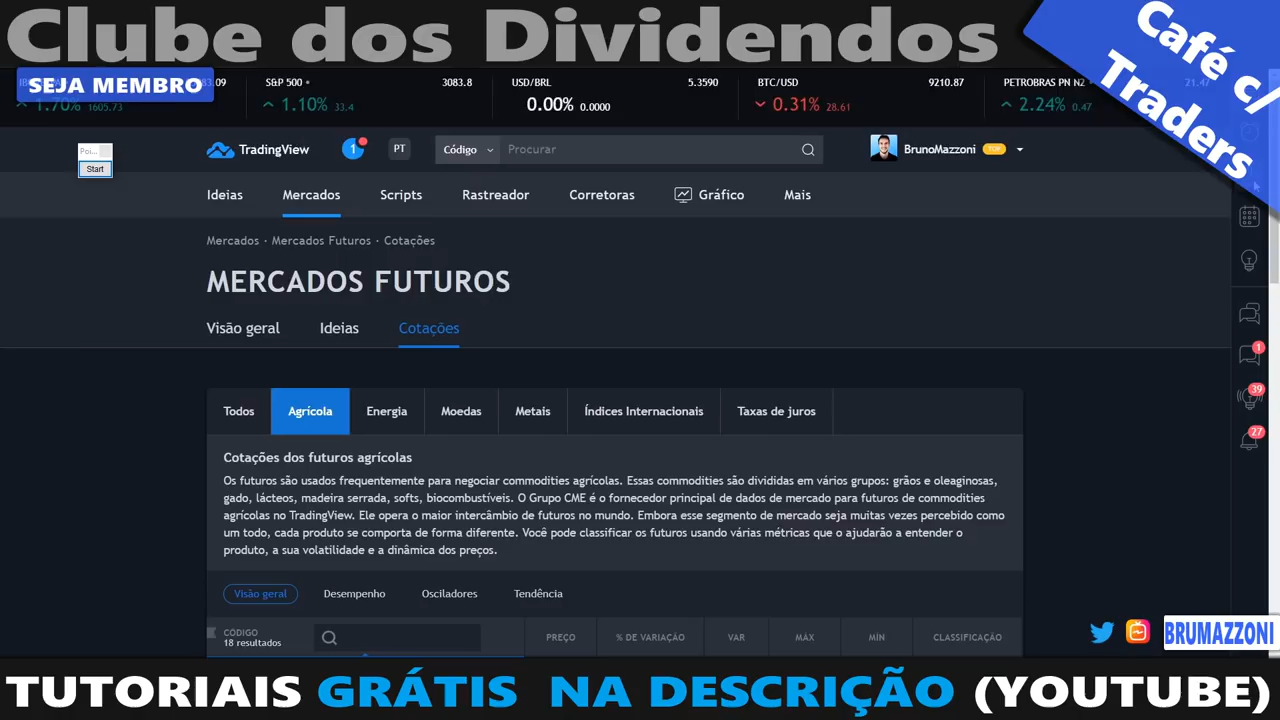 Clube dos Dividendos
Café c/
Traders
SEJA MEMBRO
1.70% 1605.73
S&P 500 3083.8
1.10% 33.4
USD/BRL 5.3590
0.00% 0.0000
BTC/USD 9210.87
0.31% 28.61
PETROBRAS PN N2
2.24% 0.47
Start
TradingView
1
PT
Código
Procurar
BrunoMazzoni
TOP
Ideias Mercados Scripts Rastreador Corretoras Gráfico Mais
Mercados · Mercados Futuros · Cotações
MERCADOS FUTUROS
Visão geral Ideias Cotações
1
39
27
Todos Agrícola Energia Moedas Metais Índices Internacionais Taxas de juros
Cotações dos futuros agrícolas
Os futuros são usados frequentemente para negociar commodities agrícolas. Essas commodities são divididas em vários grupos: grãos e oleaginosas,
gado, lácteos, madeira serrada, softs, biocombustíveis. O Grupo CME é o fornecedor principal de dados de mercado para futuros de commodities
agrícolas no TradingView. Ele opera o maior intercâmbio de futuros no mundo. Embora esse segmento de mercado seja muitas vezes percebido como
um todo, cada produto se comporta de forma diferente. Você pode classificar os futuros usando várias métricas que o ajudarão a entender o
produto, a sua volatilidade e a dinâmica dos preços.
Visão geral Desempenho Osciladores Tendência
CÓDIGO
18 resultados
PREÇO % DE VARIAÇÃO VAR MÁX MÍN CLASSIFICAÇÃO
BRUMAZZONI
TUTORIAIS GRÁTIS NA DESCRIÇÃO (YOUTUBE)